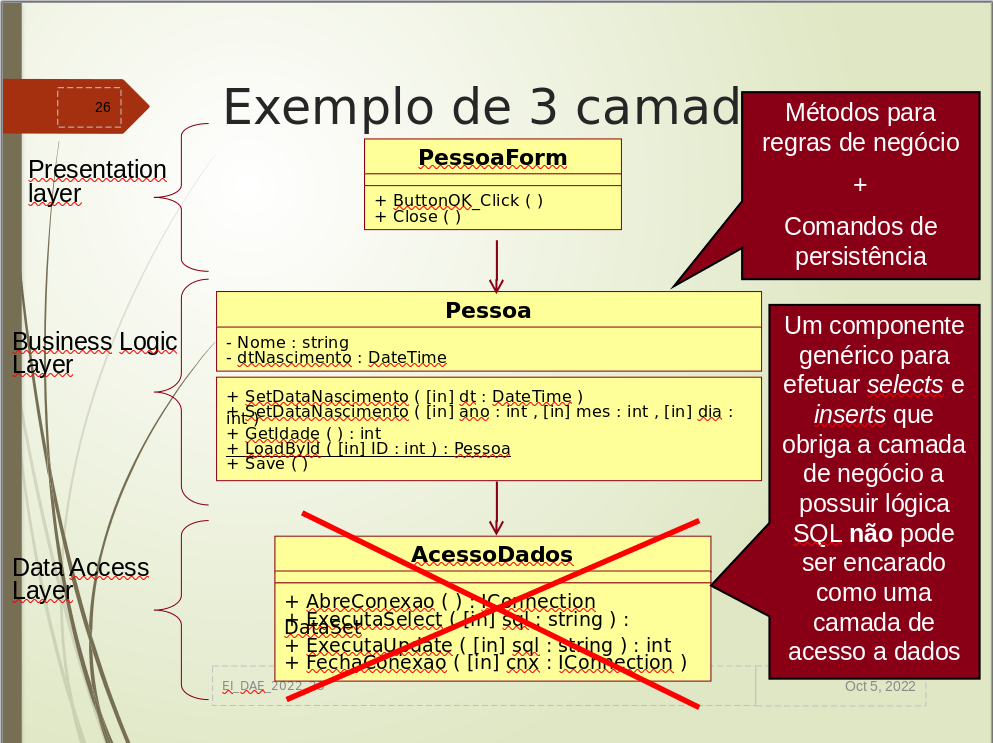 26
Exemplo de 3 camad
Métodos para
regras de negócio
+
Comandos de
persistência
Presentation
layer
PessoaForm
+ ButtonOK_Click ( )
+ Close ( )
Business Logic
Layer
Pessoa
- Nome : string
- dtNascimento : DateTime
+ SetDataNascimento ( [in] dt : DateTime )
+ SetDataNascimento ( [in] ano : int , [in] mes : int , [in] dia :
int )
+ GetIdade ( ) : int
+ LoadById ( [in] ID : int ) : Pessoa
+ Save ( )
Um componente
genérico para
efetuar selects e
inserts que
obriga a camada
de negócio a
possuir lógica
SQL não pode
ser encarado
como uma
camada de
acesso a dados
Data Access
Layer
AcessoDados
+ AbreConexao ( ) : IConnection
+ ExecutaSelect ( [in] sql : string ) :
DataSet
+ ExecutaUpdate ( [in] sql : string ) : int
+ FechaConexao ( [in] cnx : IConnection )
EI_DAE_2022_23
Oct 5, 2022